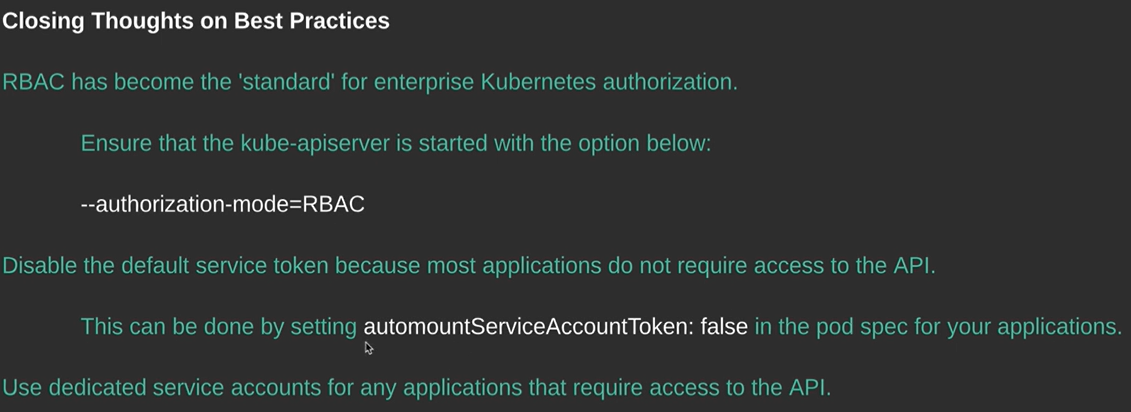 Closing Thoughts on Best Practices
RBAC has become the 'standard' for enterprise Kubernetes authorization.
Ensure that the kube-apiserver is started with the option below:
--authorization-mode=RBAC
Disable the default service token because most applications do not require access to the API.
This can be done by setting automountServiceAccountToken: false in the pod spec for your applications.
Use dedicated service accounts for any applications that require access to the API.